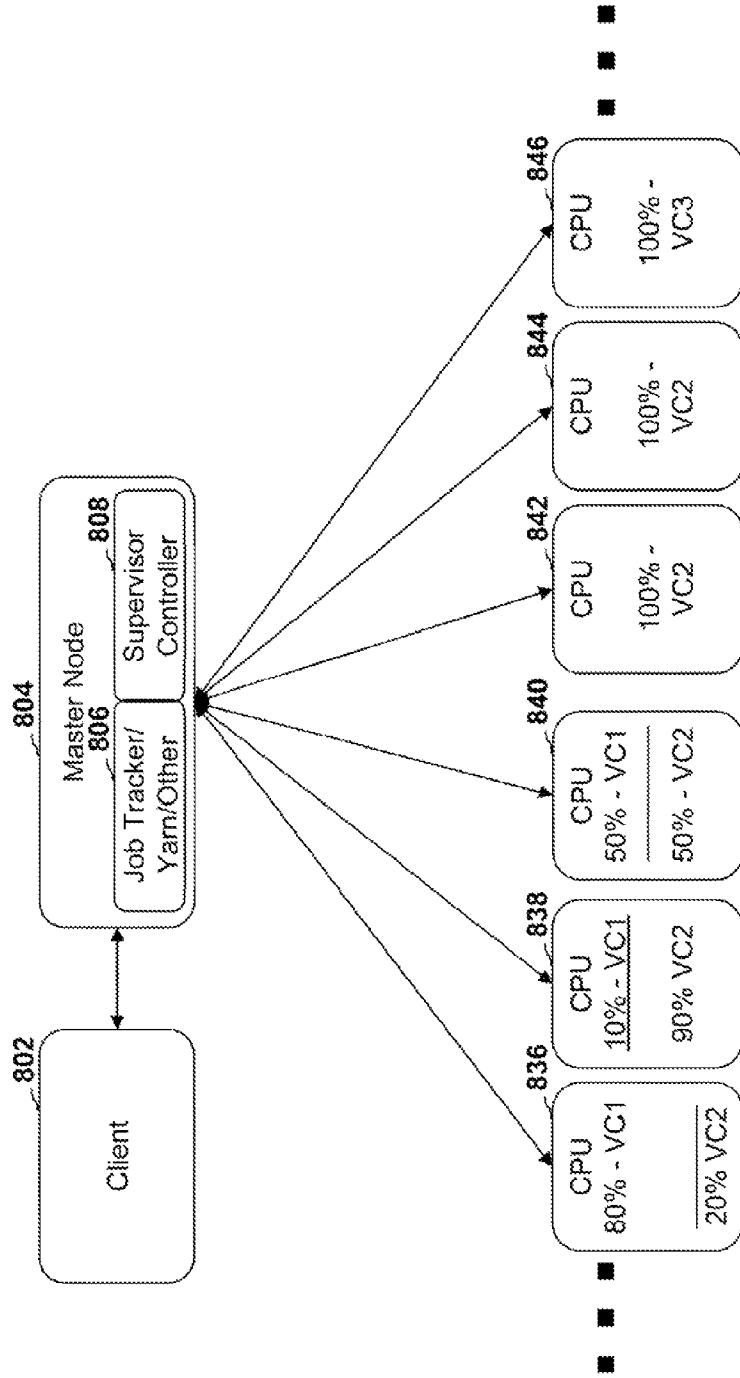 802
Client
804
Master Node
806
Job Tracker/
Yarn/Other
808
Supervisor
Controller
836
CPU
80% - VC1
20% VC2
838
CPU
10% - VC1
90% VC2
840
CPU
50% - VC1
50% - VC2
842
CPU
100% -
VC2
844
CPU
100% -
VC2
846
CPU
100% -
VC3